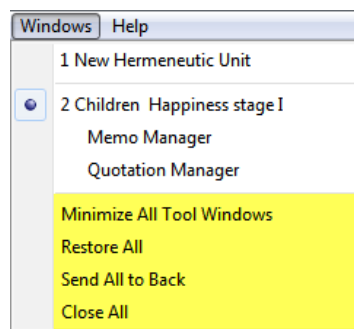 Windows Help
1 New Hermeneutic Unit
2 Children Happiness stage I
Memo Manager
Quotation Manager
Minimize All Tool Windows
Restore All
Send All to Back
Close All